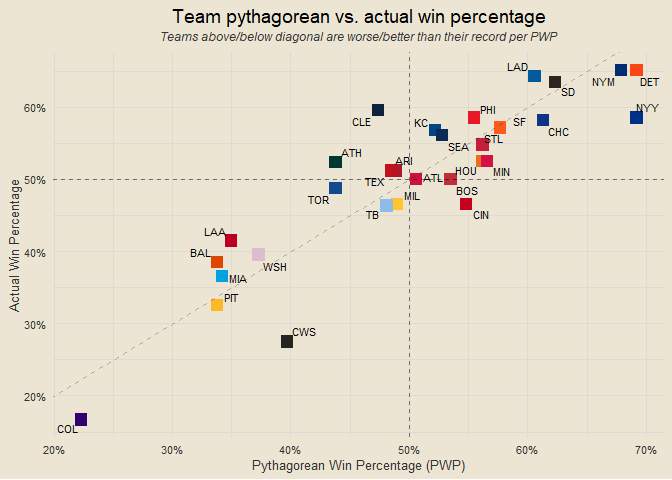 Team pythagorean vs. actual win percentage
Teams above/below diagonal are worse/better than their record per PWP
Actual Win Percentage
60%
50%
40%
30%
20%
LAD
SD
NYM
DET
NYY
CLE
KC
PHI
SF
CHC
SEA
STL
ATH
ARI
TEX
ATL
HOU
MIN
TOR
TB
MIL
BOS
CIN
LAA
BAL
WSH
MIA
PIT
CWS
COL
20%
30%
40%
50%
60%
70%
Pythagorean Win Percentage (PWP)